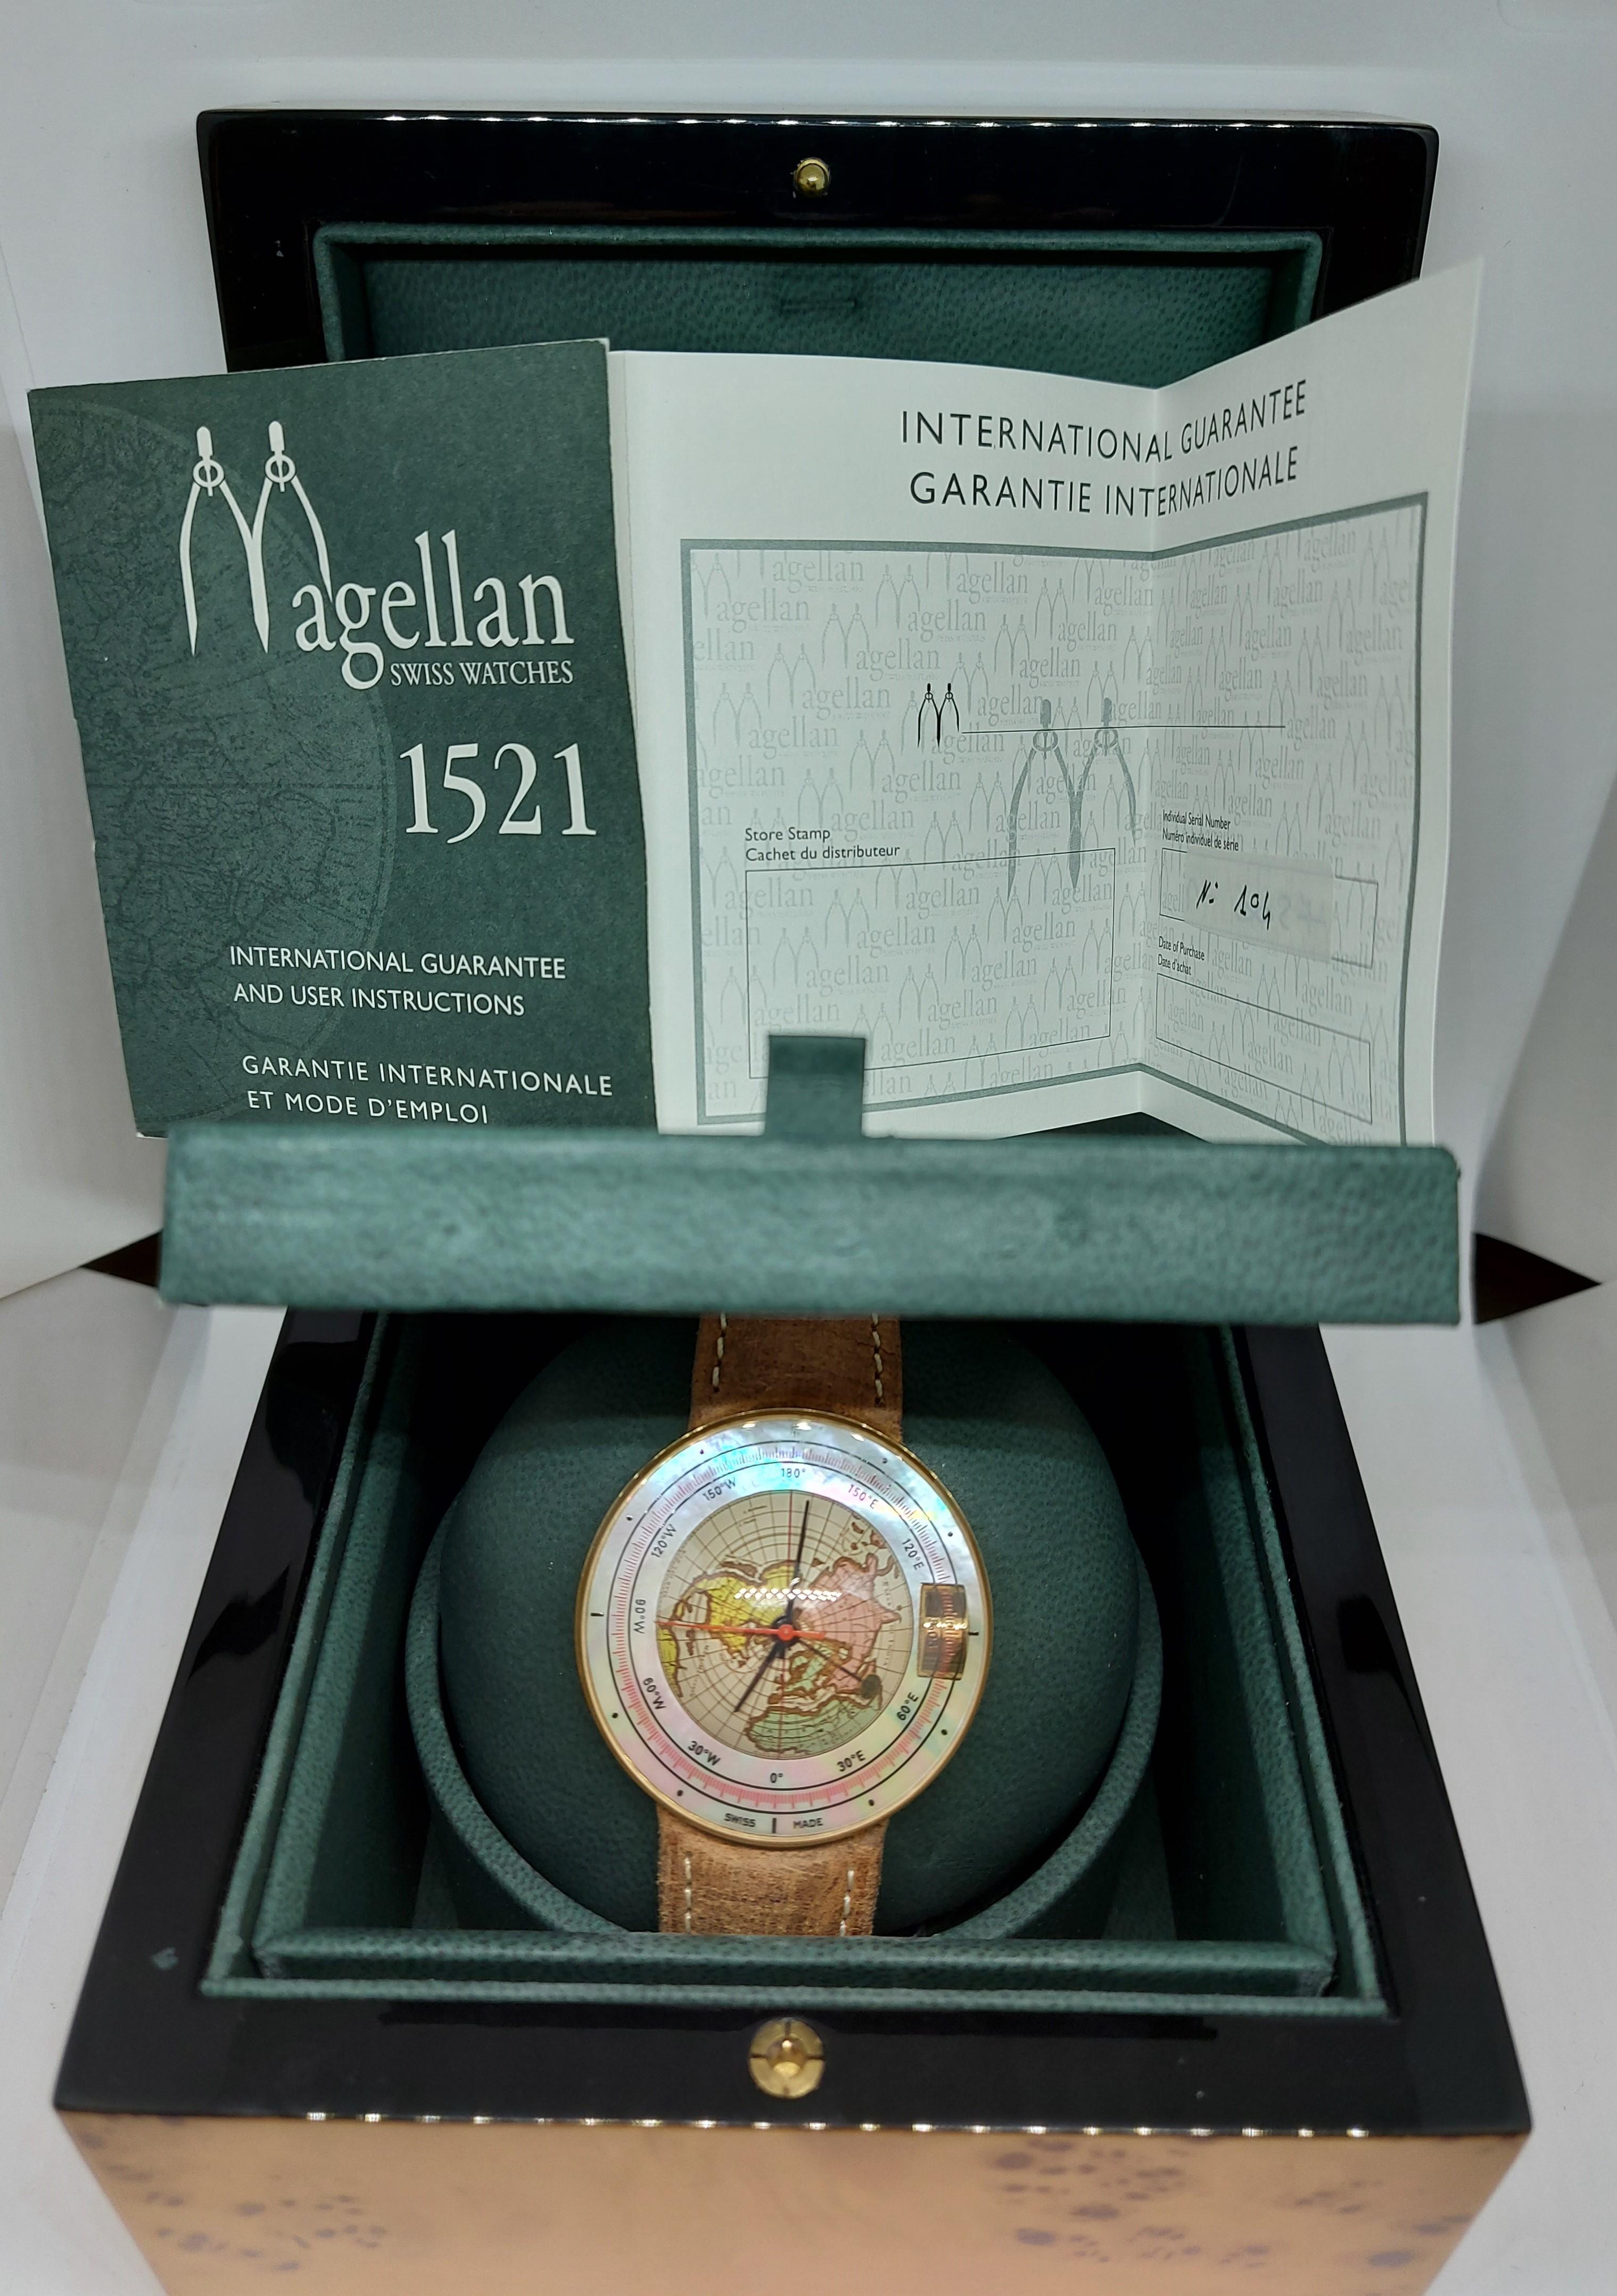 Magellan
SWISS WATCHES
1521
INTERNATIONAL GUARANTEE
AND USER INSTRUCTIONS
GARANTIE INTERNATIONALE
ET MODE D'EMPLOI
INTERNATIONAL GUARANTEE
GARANTIE INTERNATIONALE
Store Stamp
Cachet du distributeur
Individual Serial Number
Numéro individuel de série
N: 104
Date of Purchase
Date d'achat
180°
150°W
150°E
120°W
120°E
90°W
60°W
60°E
30°W
30°E
0°
SWISS MADE